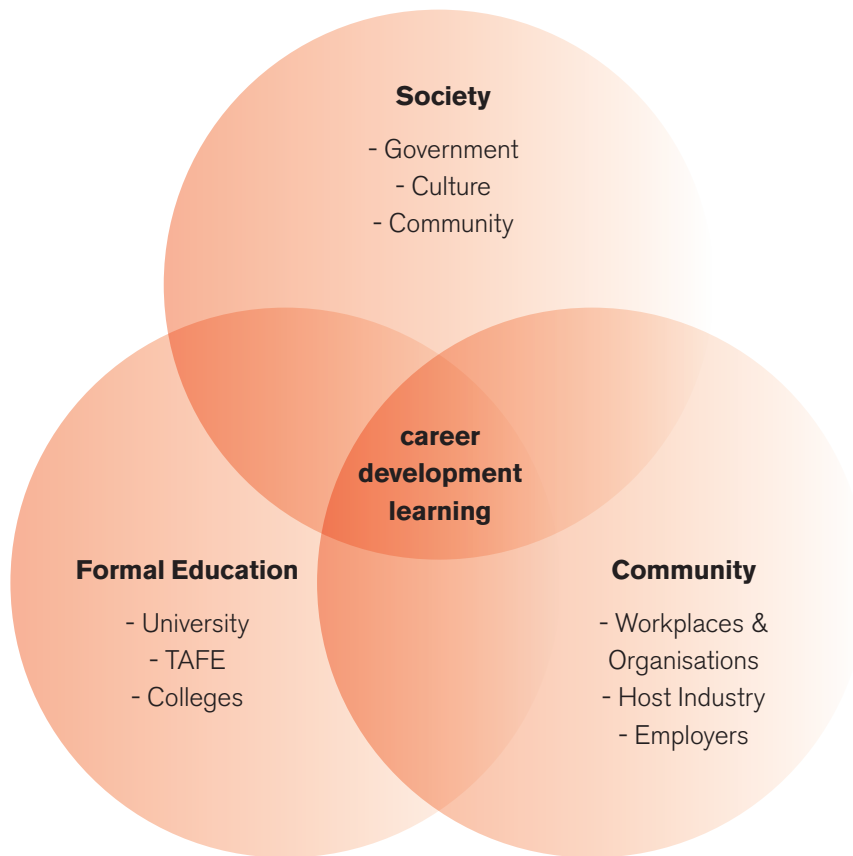 Society
- Government
- Culture
- Community
career
development
learning
Formal Education
- University
- TAFE
- Colleges
Community
- Workplaces &
Organisations
- Host Industry
- Employers